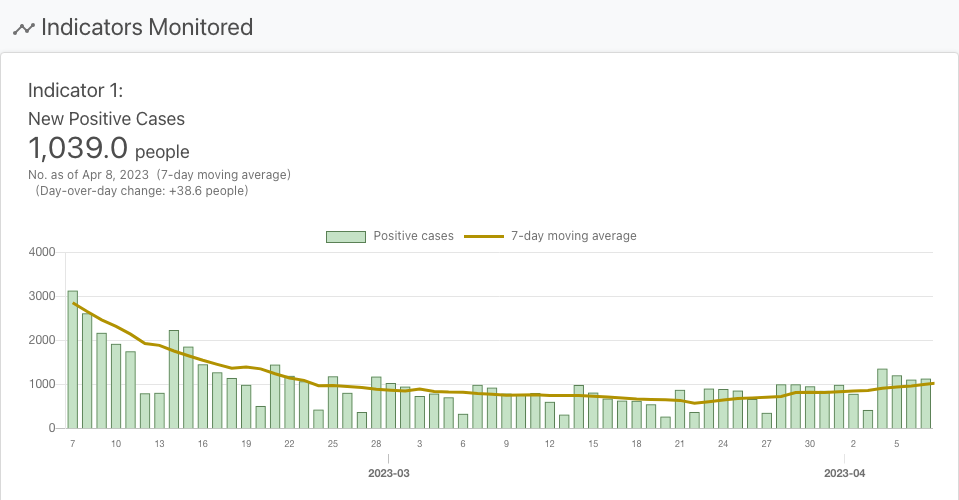 Indicators Monitored
Indicator 1:
New Positive Cases
1,039.0 people
No. as of Apr 8, 2023 (7-day moving average)
(Day-over-day change: +38.6 people)
Positive cases 7-day moving average
4000
3000
2000
1000
0
7 10 13 16 19 22 25 28 3 6 9 12 15 18 21 24 27 30 2 5
2023-03 2023-04